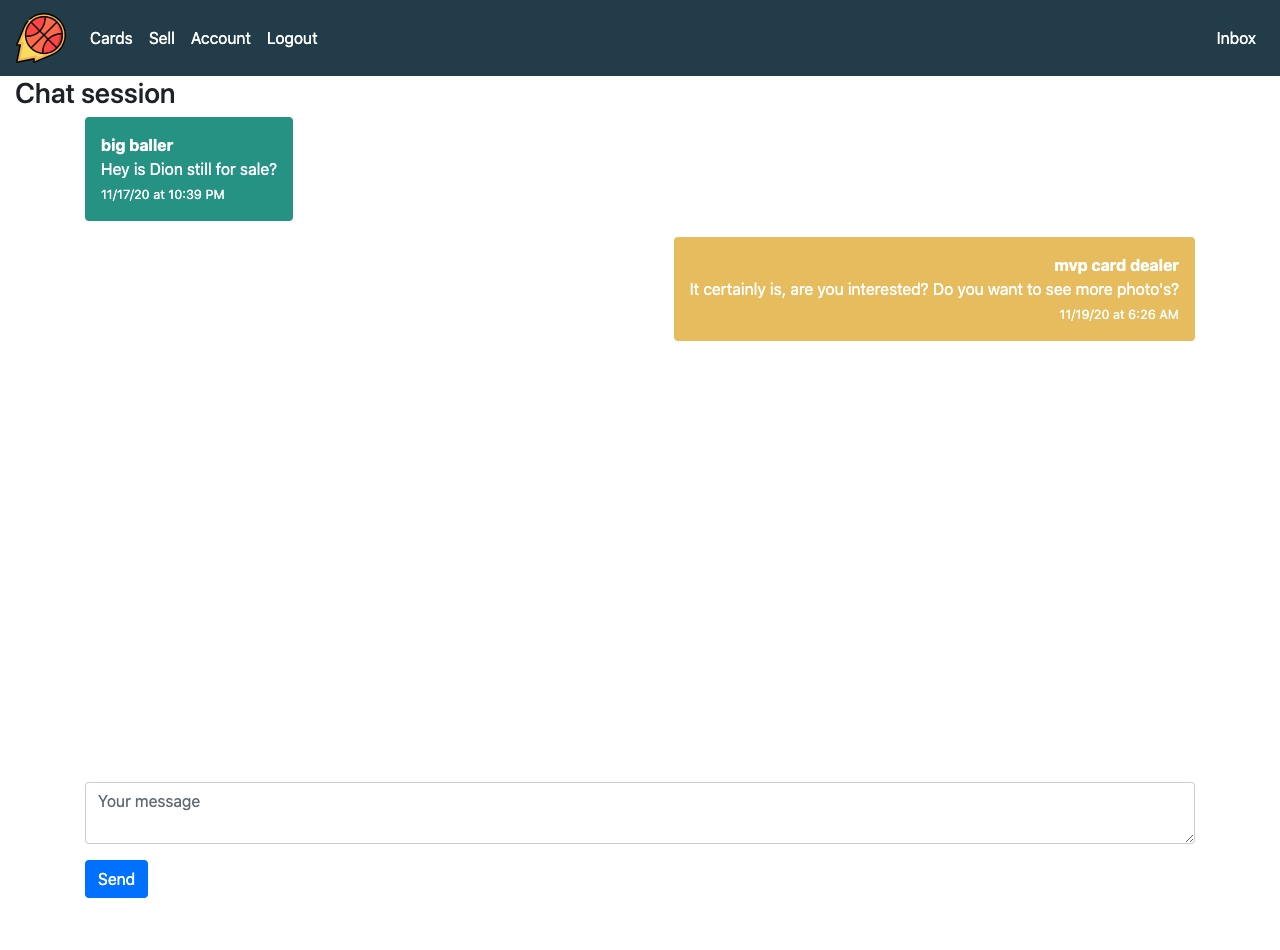 Cards Sell Account Logout Inbox
Chat session
big baller
Hey is Dion still for sale?
11/17/20 at 10:39 PM
mvp card dealer
It certainly is, are you interested? Do you want to see more photo's?
11/19/20 at 6:26 AM
Your message
Send